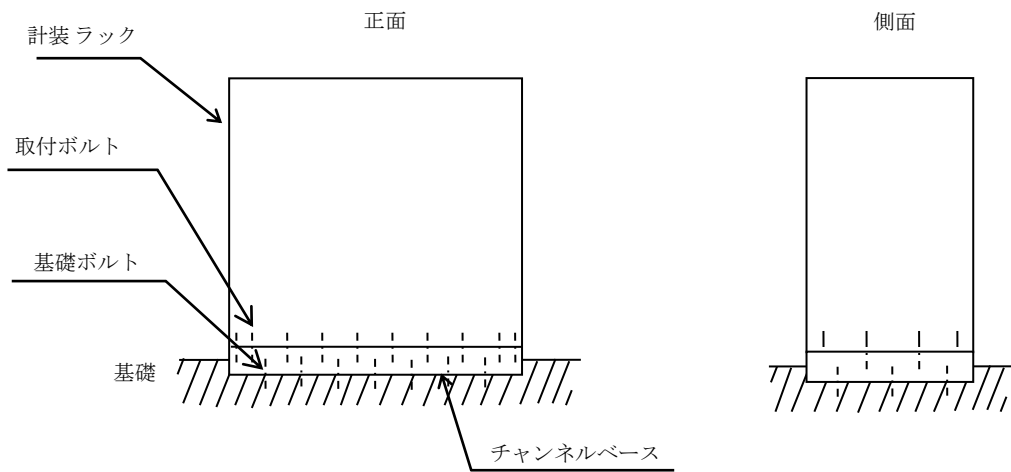 正面
側面
計装 ラック
取付ボルト
基礎ボルト
基礎
チャンネルベース